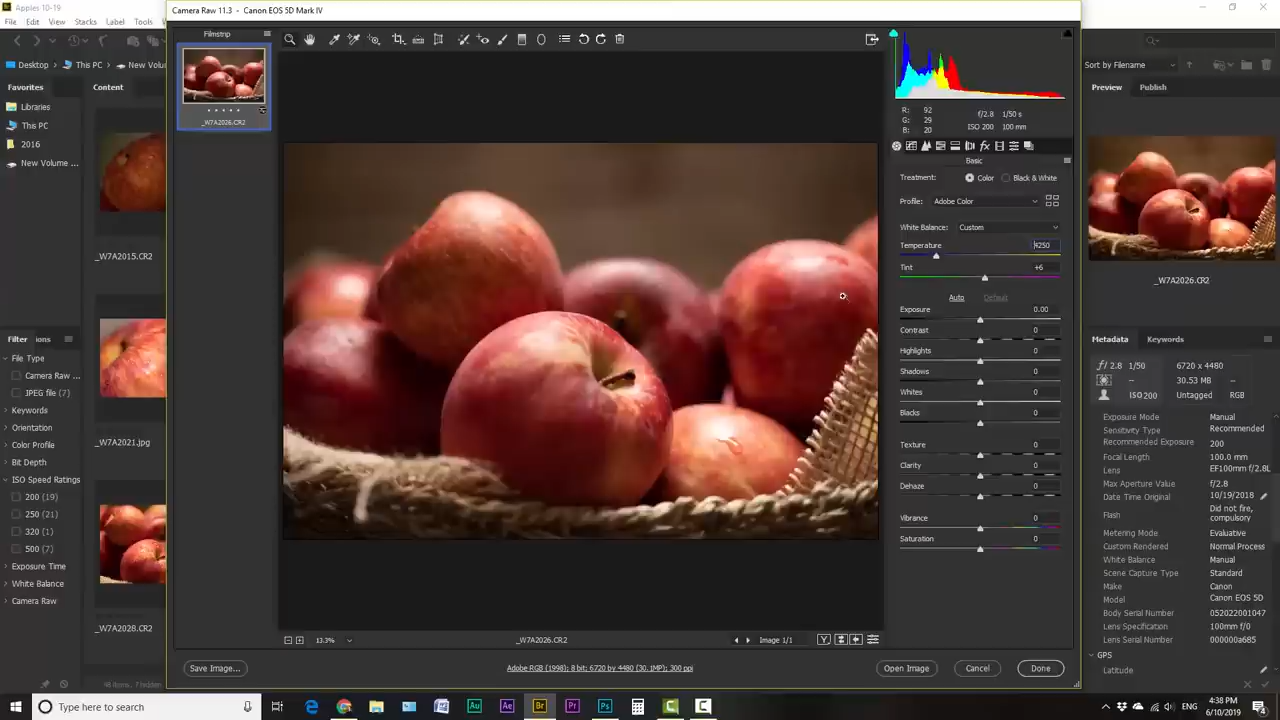 Apples 10-19
File Edit View Stacks Label Tools
Desktop This PC New Volu
Favorites
Libraries
This PC
2016
New Volume ...
Content
_W7A2015.CR2
_W7A2021.jpg
_W7A2028.CR2
Filter
ions
File Type
Camera Raw ...
JPEG file (7)
Keywords
Orientation
Color Profile
Bit Depth
ISO Speed Ratings
200 (19)
250 (21)
320 (1)
500 (7)
Exposure Time
White Balance
Camera Raw
Camera Raw 11.3 - Canon EOS 5D Mark IV
Filmstrip
_W7A2026.CR2
13.3%
_W7A2026.CR2
Image 1/1
Save Image...
Adobe RGB (1998); 8 bit; 6720 by 4480 (30.1MP); 300 ppi
Open Image
Cancel
Done
R: 92
G: 29
B: 20
f/2.8 1/50 s
ISO 200 100 mm
Basic
Treatment: Color Black & White
Profile: Adobe Color
White Balance: Custom
Temperature 4250
Tint +6
Auto Default
Exposure 0.00
Contrast 0
Highlights 0
Shadows 0
Whites 0
Blacks 0
Texture 0
Clarity 0
Dehaze 0
Vibrance 0
Saturation 0
Sort by Filename
Preview Publish
Metadata Keywords
f/ 2.8 1/50
6720 x 4480
--
30.53 MB --
ISO200
Untagged RGB
Exposure Mode Manual
Sensitivity Type Recommended
Recommended Exposure 200
Focal Length 100.0 mm
Lens EF100mm f/2.8L
Max Aperture Value f/2.8
Date Time Original 10/19/2018
Flash Did not fire,
compulsory
Metering Mode Evaluative
Custom Rendered Normal Process
White Balance Manual
Scene Capture Type Standard
Make Canon
Model Canon EOS 5D
Body Serial Number 052022001047
Lens Specification 100mm f/0
Lens Serial Number 000000a685
GPS
Latitude
Type here to search
Au Ae Br Pr Ps
ENG
4:38 PM
6/10/2019